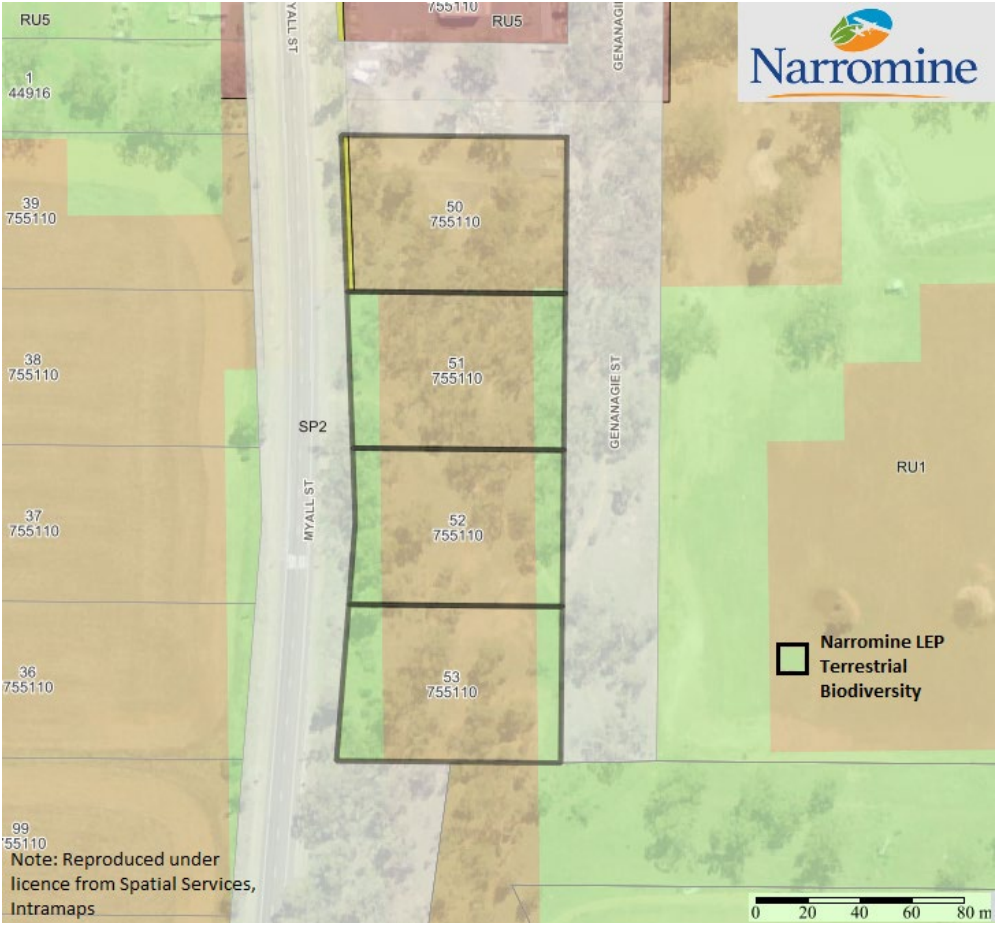 755110
RU5
RU5
YALL ST
GENANAGIE
Narromine
1
44916
39
755110
50
755110
38
755110
51
755110
GENANAGIE ST
SP2
MYALL ST
RU1
37
755110
52
755110
36
755110
53
755110
Narromine LEP
Terrestrial
Biodiversity
99
755110
Note: Reproduced under
licence from Spatial Services,
Intramaps
0 20 40 60 80 m